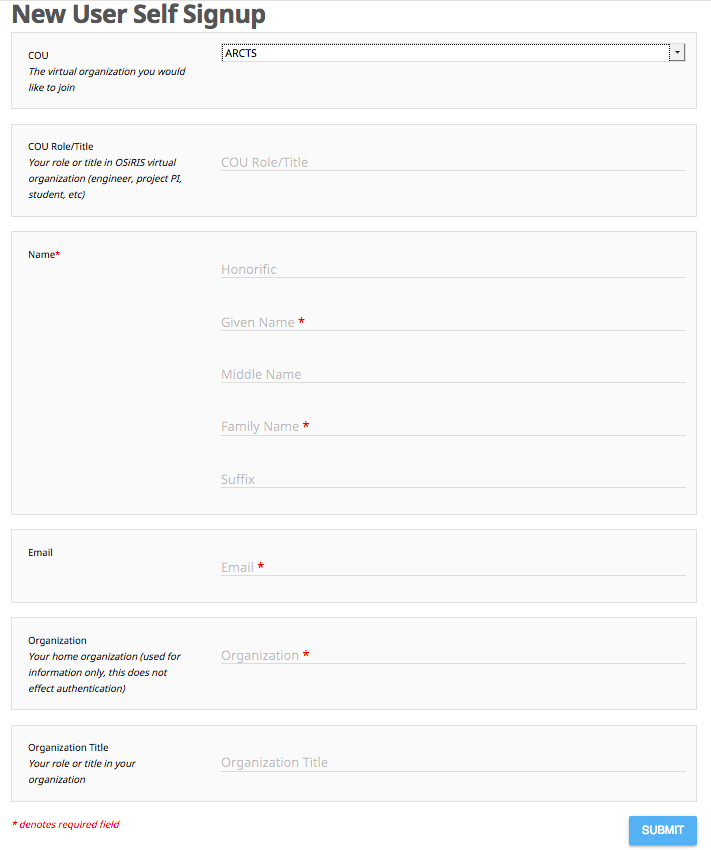 New User Self Signup
COU
ARCTS
The virtual organization you would
like to join
COU Role/Title
Your role or title in OSiRIS virtual
organization (engineer, project PI,
student, etc)
COU Role/Title
Name*
Honorific
Given Name *
Middle Name
Family Name *
Suffix
Email
Email *
Organization
Your home organization (used for
information only, this does not
effect authentication)
Organization *
Organization Title
Your role or title in your
organization
Organization Title
* denotes required field
SUBMIT